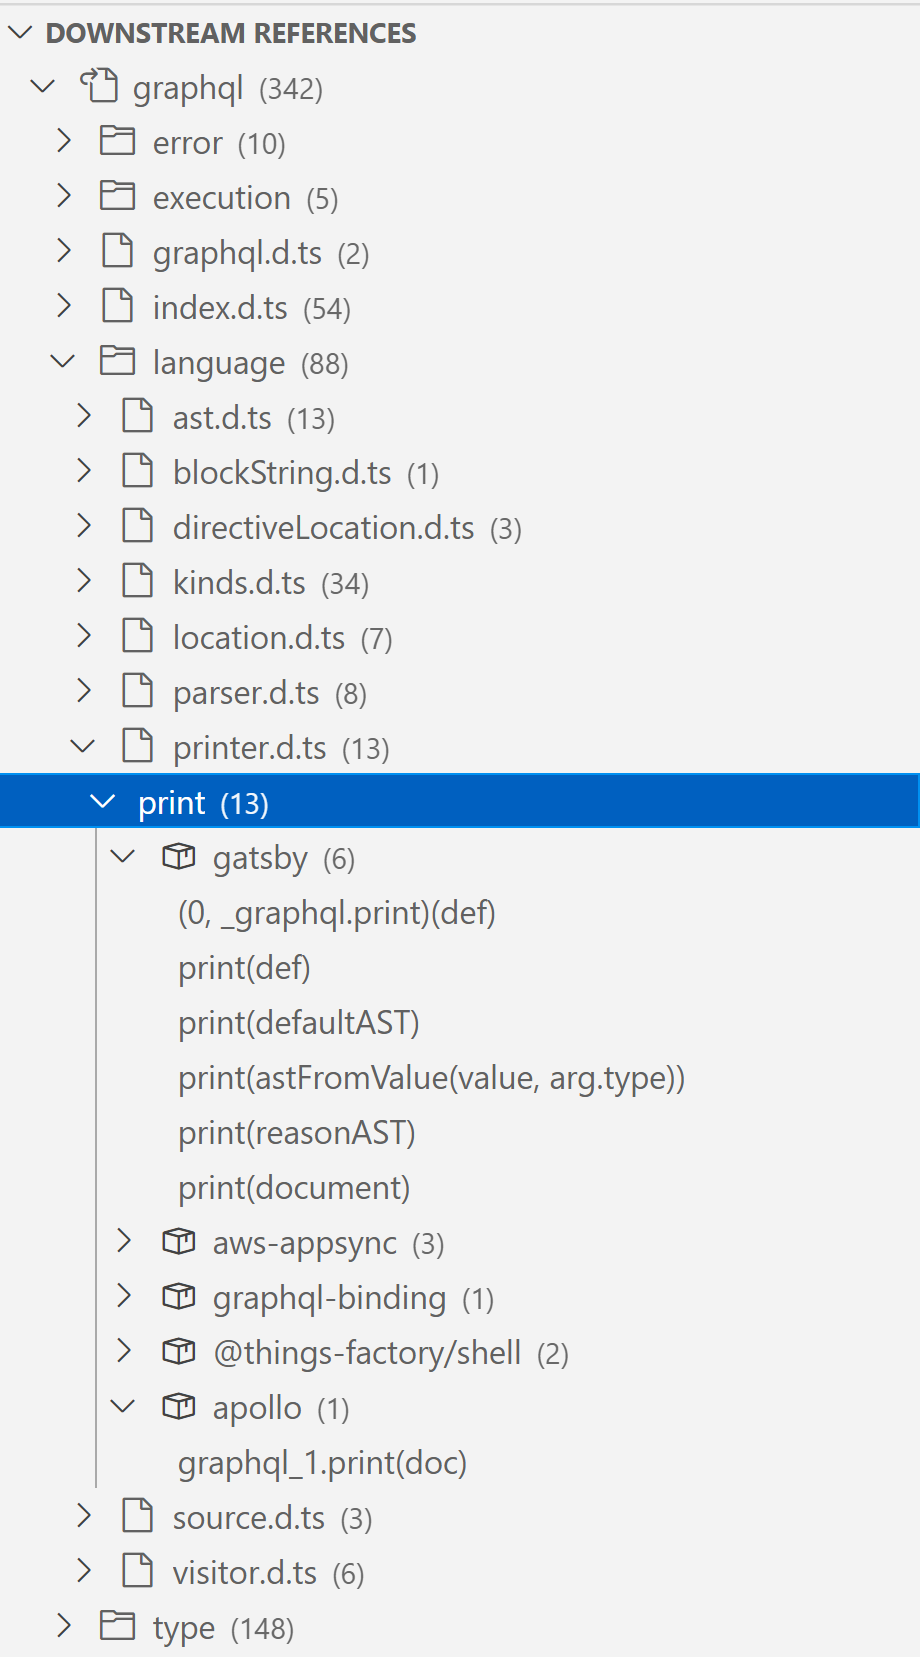 DOWNSTREAM REFERENCES
graphql (342)
error (10)
execution (5)
graphql.d.ts (2)
index.d.ts (54)
language (88)
ast.d.ts (13)
blockString.d.ts (1)
directiveLocation.d.ts (3)
kinds.d.ts (34)
location.d.ts (7)
parser.d.ts (8)
printer.d.ts (13)
print (13)
gatsby (6)
(0, _graphql.print)(def)
print(def)
print(defaultAST)
print(astFromValue(value, arg.type))
print(reasonAST)
print(document)
aws-appsync (3)
graphql-binding (1)
@things-factory/shell (2)
apollo (1)
graphql_1.print(doc)
source.d.ts (3)
visitor.d.ts (6)
type (148)